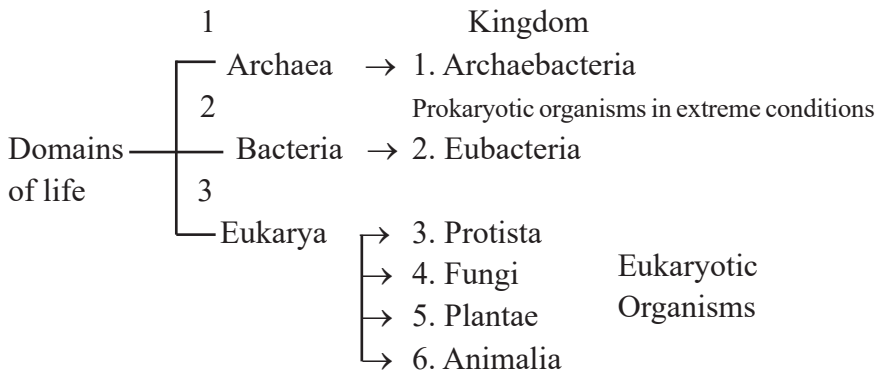 1 Kingdom
Archaea → 1. Archaebacteria
2 Prokaryotic organisms in extreme conditions
Domains Bacteria → 2. Eubacteria
of life 3
Eukarya → 3. Protista
→ 4. Fungi Eukaryotic
→ 5. Plantae Organisms
→ 6. Animalia